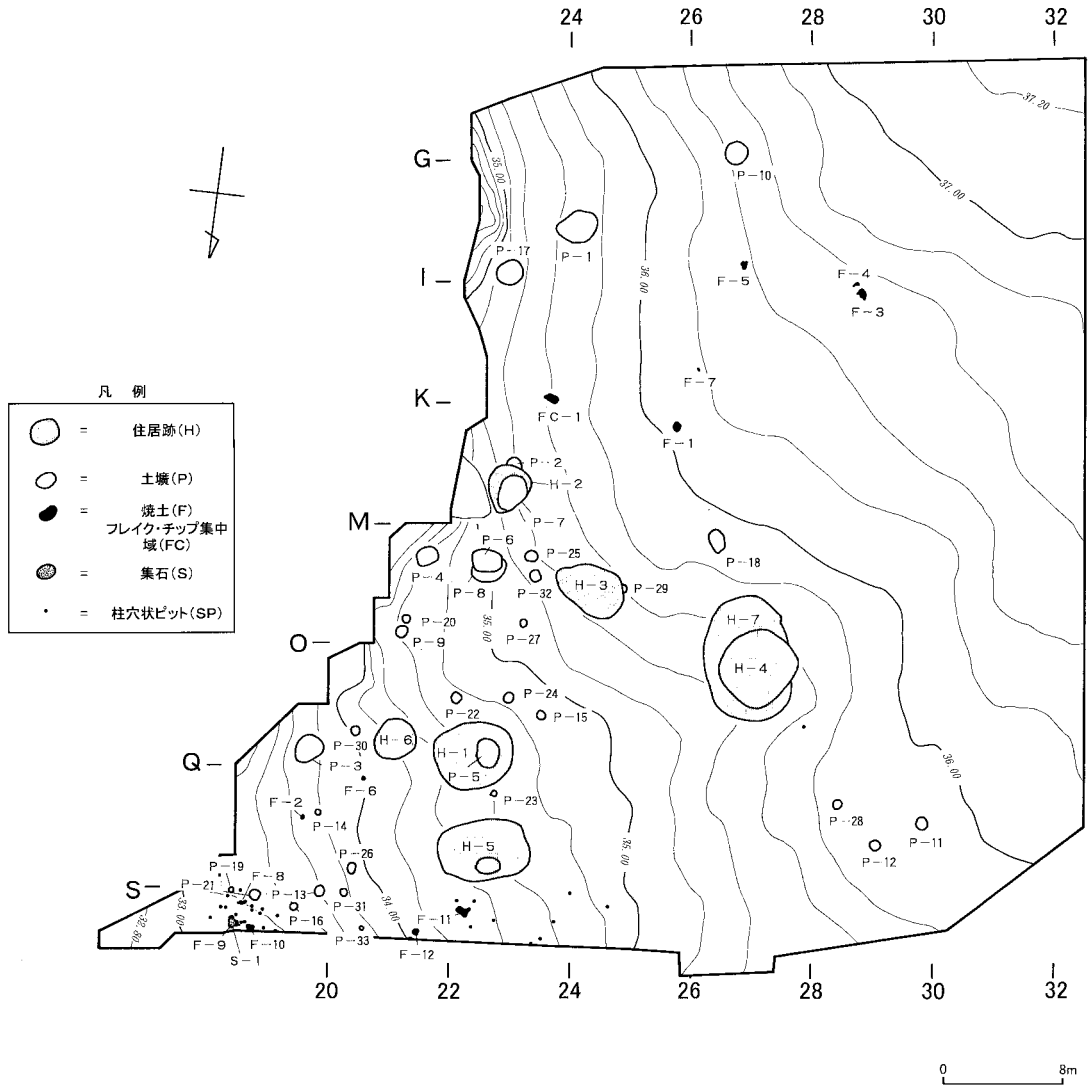 24 26 28 30 32
37.20
G
35.00
P-10
37.00
P-17
P-1
I
36.00
F-5
F-4
F-3
F-7
凡 例
K
FC-1
= 住居跡(H)
F-1
= 土壙(P)
P-2
H-2
= 焼土(F)
フレイク・チップ集中
域(FC)
M
P-7
P-6
P-25
P-18
P-4
P-8
P-32
H-3
P-29
= 集石(S)
= 柱穴状ピット(SP)
P-20
P-9
35.00
P-27
H-7
O
H-4
P-24
P-22
P-15
P-30
H-6
H-1
Q
P-3
P-5
36.00
F-6
P-23
F-2
P-14
P-28
P-11
H-5
P-12
P-26
35.00
P-19
F-8
S
P-21
P-13
P-31
34.00
F-11
33.00
32.80
P-16
P-33
F-9
F-10
F-12
S-1
20 22 24 26 28 30 32
0 8m